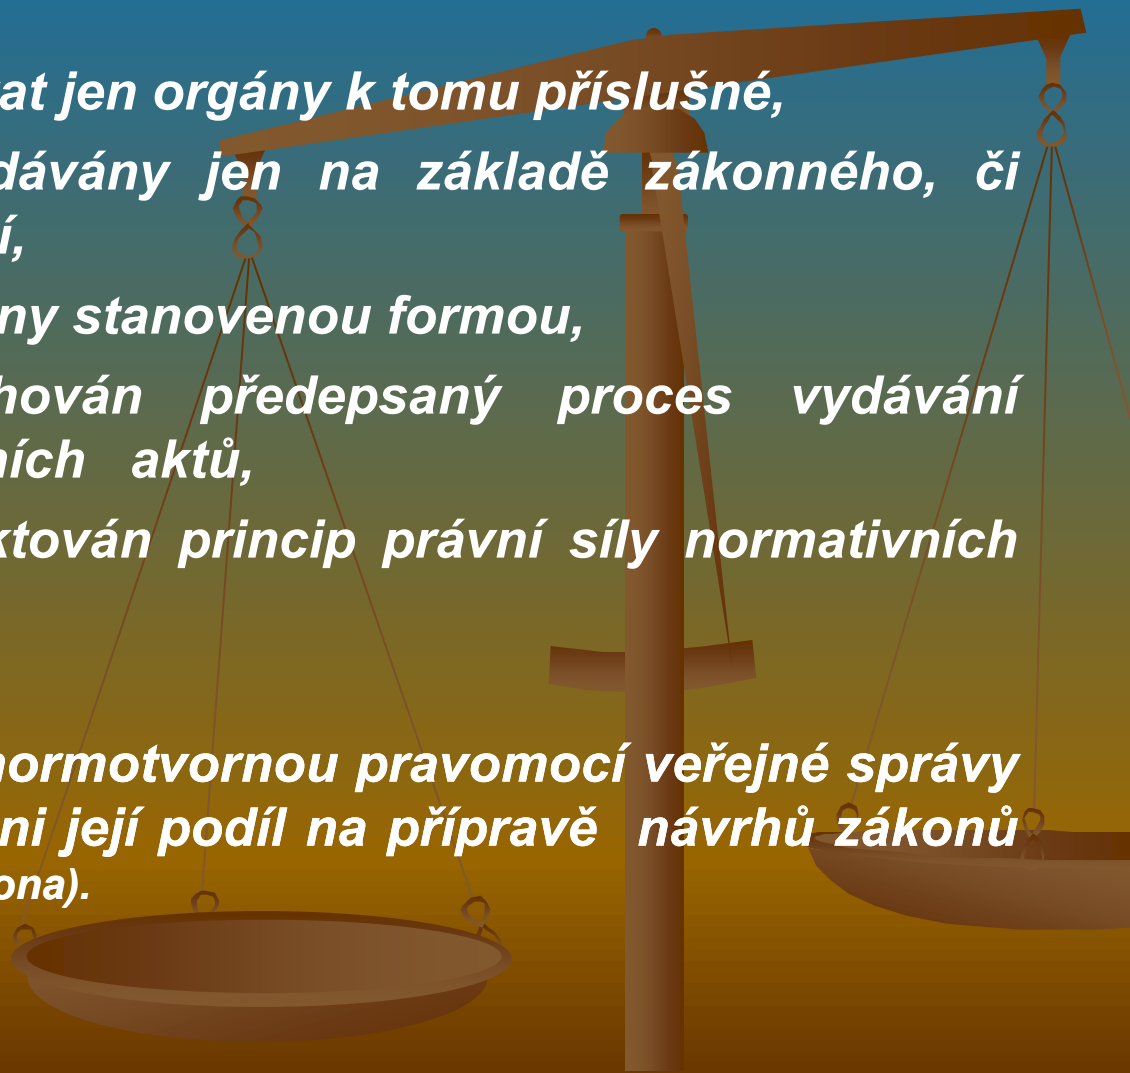 at jen orgány k tomu příslušné,
dávány jen na základě zákonného, či
í,
ny stanovenou formou,
hován předepsaný proces vydávání
ních aktů,
ktován princip právní síly normativních
normotvornou pravomocí veřejné správy
ni její podíl na přípravě návrhů zákonů
ona).